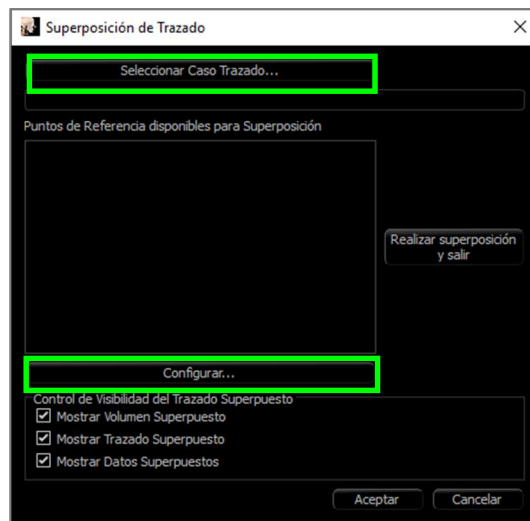 Superposición de Trazado
Seleccionar Caso Trazado...
Puntos de Referencia disponibles para Superposición
Realizar superposición
y salir
Configurar...
Control de Visibilidad del Trazado Superpuesto
Mostrar Volumen Superpuesto
Mostrar Trazado Superpuesto
Mostrar Datos Superpuestos
Aceptar
Cancelar